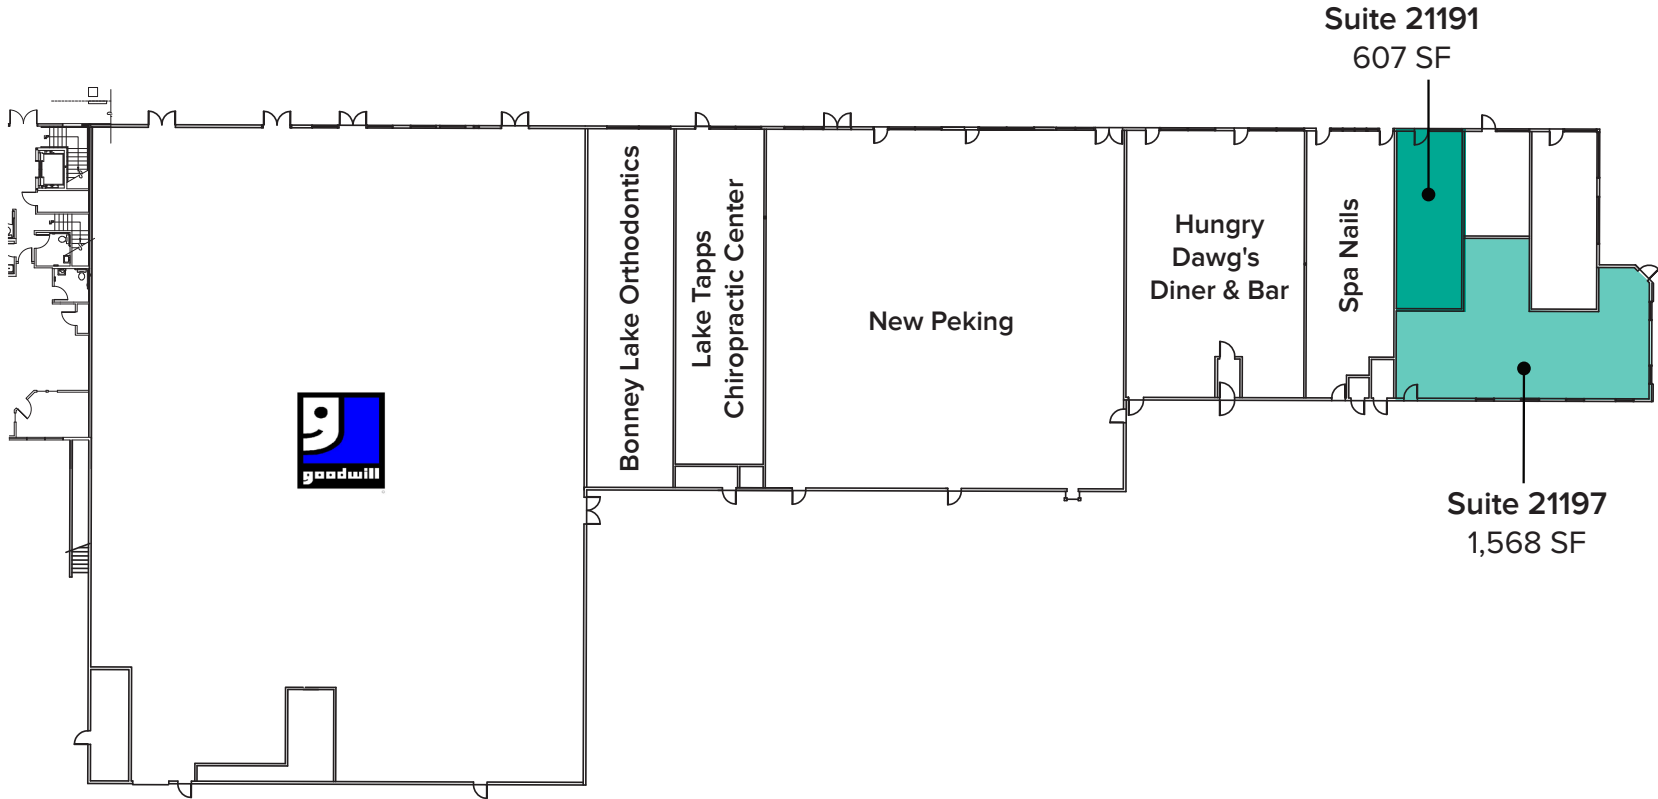 Suite 21191
607 SF
Bonney Lake Orthodontics
Lake Tapps
Chiropractic Center
New Peking
Hungry
Dawg's
Diner & Bar
Spa Nails
goodwill
Suite 21197
1,568 SF